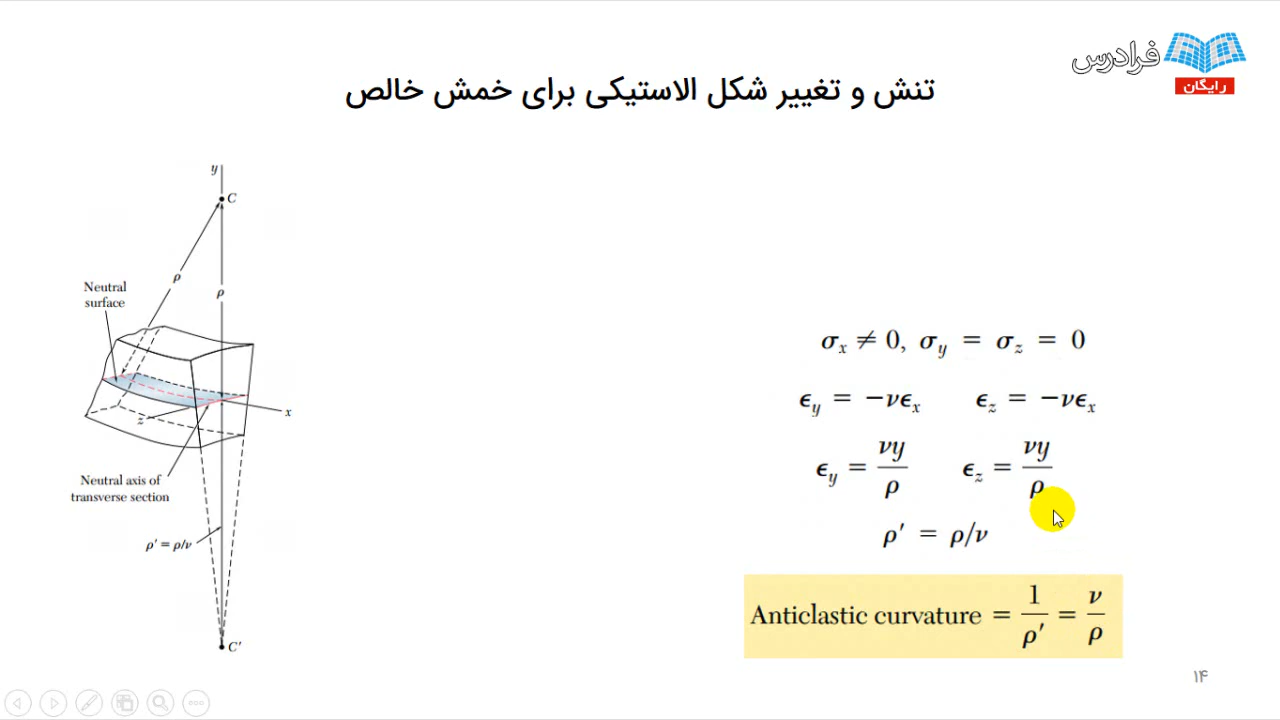 فرادرس
رایگان
تنش و تغییر شکل الاستیکی برای خمش خالص
y
C
ρ
ρ
Neutral
surface
x
z
Neutral axis of
transverse section
ρ′ = ρ/ν
C′
σx ≠ 0, σy = σz = 0
ϵy = −νϵx ϵz = −νϵx
ϵy = νy/ρ ϵz = νy/ρ
ρ′ = ρ/ν
Anticlastic curvature = 1/ρ′ = ν/ρ
۱۴